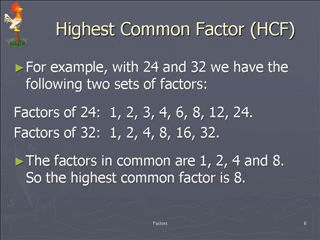 Highest Common Factor (HCF)
► For example, with 24 and 32 we have the
following two sets of factors:
Factors of 24: 1, 2, 3, 4, 6, 8, 12, 24.
Factors of 32: 1, 2, 4, 8, 16, 32.
► The factors in common are 1, 2, 4 and 8.
So the highest common factor is 8.
Factors
6